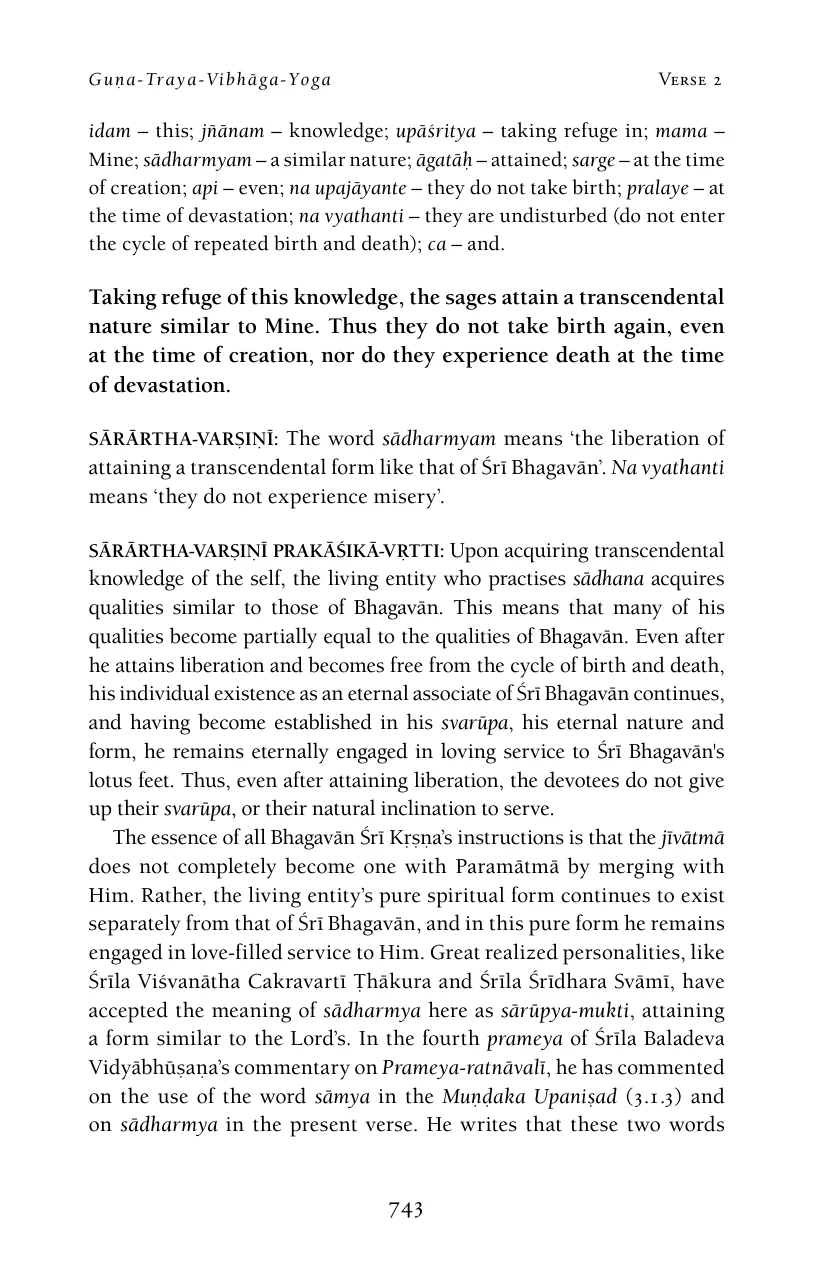 Guṇa-Traya-Vibhāga-Yoga Verse 2
idam – this; jñānam – knowledge; upāśritya – taking refuge in; mama –
Mine; sādharmyam – a similar nature; āgatāḥ – attained; sarge – at the time
of creation; api – even; na upajāyante – they do not take birth; pralaye – at
the time of devastation; na vyathanti – they are undisturbed (do not enter
the cycle of repeated birth and death); ca – and.
Taking refuge of this knowledge, the sages attain a transcendental
nature similar to Mine. Thus they do not take birth again, even
at the time of creation, nor do they experience death at the time
of devastation.
SĀRĀRTHA-VARṢIṆĪ: The word sādharmyam means ‘the liberation of
attaining a transcendental form like that of Śrī Bhagavān’. Na vyathanti
means ‘they do not experience misery’.
SĀRĀRTHA-VARṢIṆĪ PRAKĀŚIKĀ-VṚTTI: Upon acquiring transcendental
knowledge of the self, the living entity who practises sādhana acquires
qualities similar to those of Bhagavān. This means that many of his
qualities become partially equal to the qualities of Bhagavān. Even after
he attains liberation and becomes free from the cycle of birth and death,
his individual existence as an eternal associate of Śrī Bhagavān continues,
and having become established in his svarūpa, his eternal nature and
form, he remains eternally engaged in loving service to Śrī Bhagavān's
lotus feet. Thus, even after attaining liberation, the devotees do not give
up their svarūpa, or their natural inclination to serve.
The essence of all Bhagavān Śrī Kṛṣṇa’s instructions is that the jīvātmā
does not completely become one with Paramātmā by merging with
Him. Rather, the living entity’s pure spiritual form continues to exist
separately from that of Śrī Bhagavān, and in this pure form he remains
engaged in love-filled service to Him. Great realized personalities, like
Śrīla Viśvanātha Cakravartī Ṭhākura and Śrīla Śrīdhara Svāmī, have
accepted the meaning of sādharmya here as sārūpya-mukti, attaining
a form similar to the Lord’s. In the fourth prameya of Śrīla Baladeva
Vidyābhūṣaṇa’s commentary on Prameya-ratnāvalī, he has commented
on the use of the word sāmya in the Muṇḍaka Upaniṣad (3.1.3) and
on sādharmya in the present verse. He writes that these two words
743